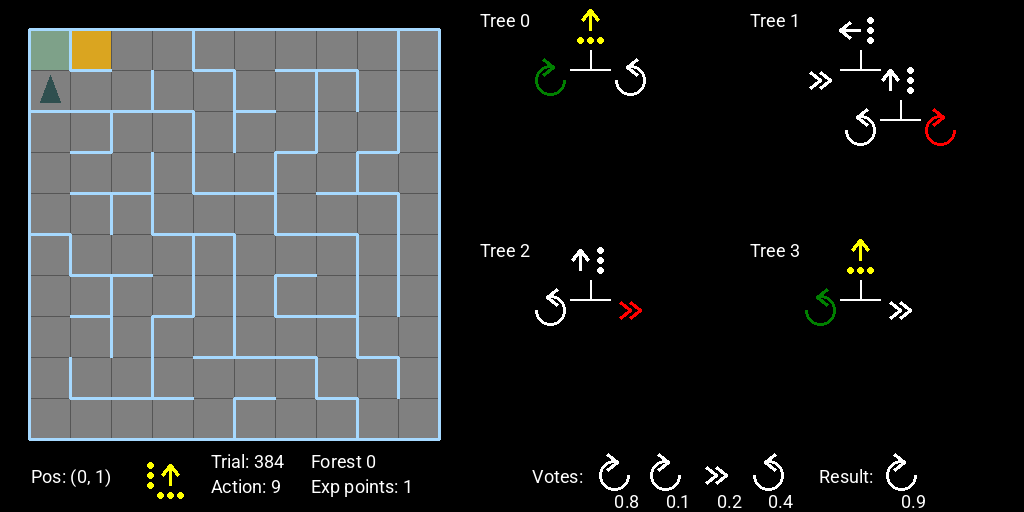 Tree 0
Tree 1
Tree 2
Tree 3
Pos: (0, 1)
Trial: 384
Forest 0
Action: 9
Exp points: 1
Votes:
0.8
0.1
0.2
0.4
Result:
0.9